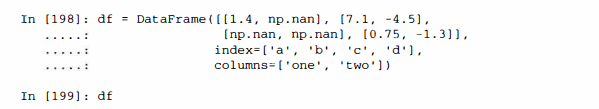 In [198]: df = DataFrame([[1.4, np.nan], [7.1, -4.5],
.....: [np.nan, np.nan], [0.75, -1.3]],
.....: index=['a', 'b', 'c', 'd'],
.....: columns=['one', 'two'])
In [199]: df